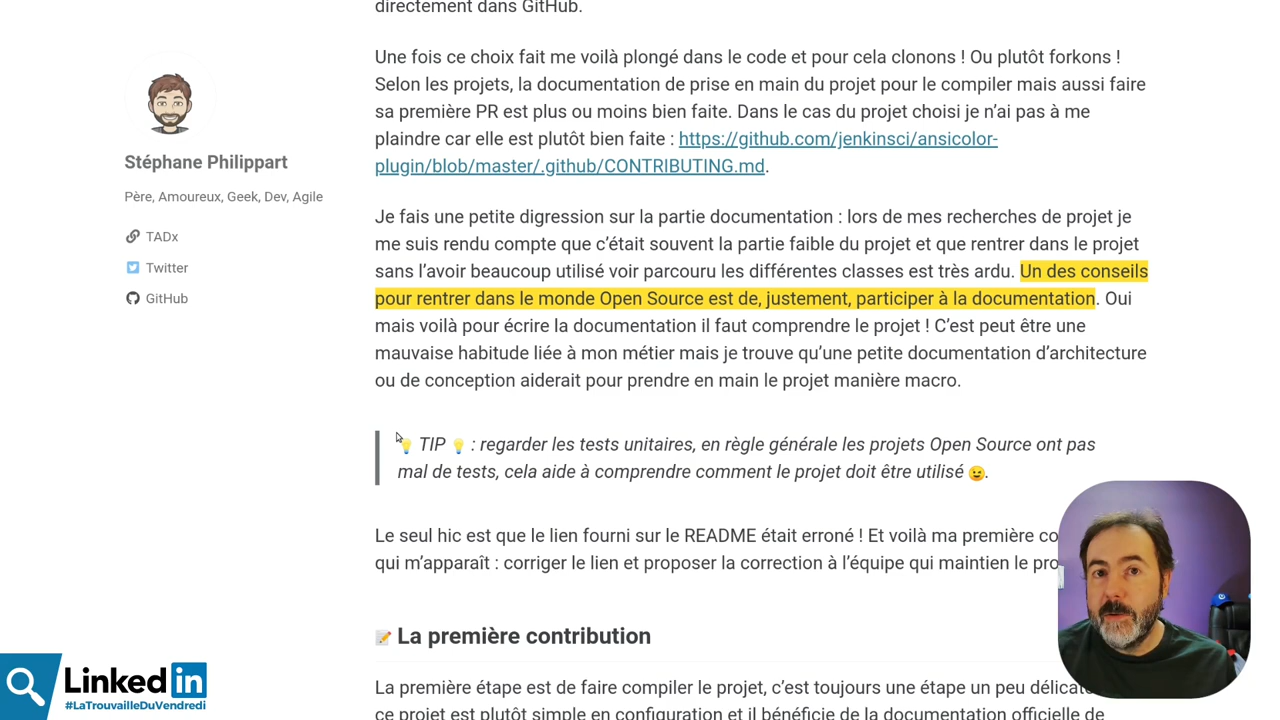 directement dans GitHub.
Une fois ce choix fait me voilà plongé dans le code et pour cela clonons ! Ou plutôt forkons !
Selon les projets, la documentation de prise en main du projet pour le compiler mais aussi faire
sa première PR est plus ou moins bien faite. Dans le cas du projet choisi je n’ai pas à me
plaindre car elle est plutôt bien faite : https://github.com/jenkinsci/ansicolor-
plugin/blob/master/.github/CONTRIBUTING.md.
Stéphane Philippart
Père, Amoureux, Geek, Dev, Agile
TADx
Twitter
GitHub
Je fais une petite digression sur la partie documentation : lors de mes recherches de projet je
me suis rendu compte que c’était souvent la partie faible du projet et que rentrer dans le projet
sans l’avoir beaucoup utilisé voir parcouru les différentes classes est très ardu. Un des conseils
pour rentrer dans le monde Open Source est de, justement, participer à la documentation. Oui
mais voilà pour écrire la documentation il faut comprendre le projet ! C’est peut être une
mauvaise habitude liée à mon métier mais je trouve qu’une petite documentation d’architecture
ou de conception aiderait pour prendre en main le projet manière macro.
💡 TIP 💡 : regarder les tests unitaires, en règle générale les projets Open Source ont pas
mal de tests, cela aide à comprendre comment le projet doit être utilisé 😉.
Le seul hic est que le lien fourni sur le README était erroné ! Et voilà ma première co
qui m’apparaît : corriger le lien et proposer la correction à l’équipe qui maintien le pro
📝 La première contribution
La première étape est de faire compiler le projet, c’est toujours une étape un peu délicat
ce projet est plutôt simple en configuration et il bénéficie de la documentation officielle de
Linked in
#LaTrouvailleDuVendredi